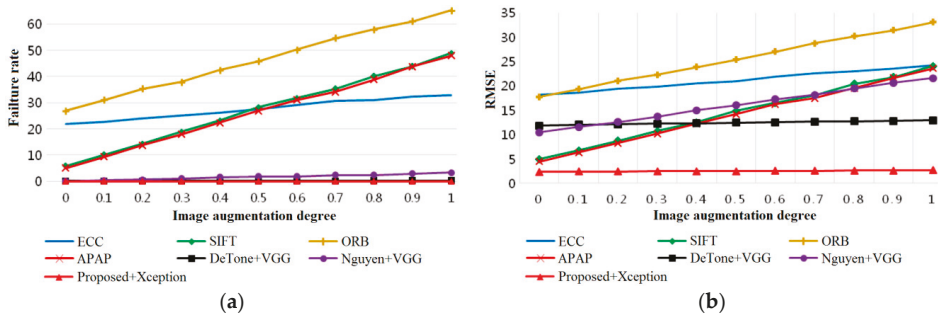 Failure rate
60
50
40
30
20
10
0
0 0.1 0.2 0.3 0.4 0.5 0.6 0.7 0.8 0.9 1
Image augmentation degree
ECC SIFT ORB
APAP DeTone+VGG Nguyen+VGG
Proposed+Xception
(a)
RMSE
35
30
25
20
15
10
5
0
0 0.1 0.2 0.3 0.4 0.5 0.6 0.7 0.8 0.9 1
Image augmentation degree
ECC SIFT ORB
APAP DeTone+VGG Nguyen+VGG
Proposed+Xception
(b)